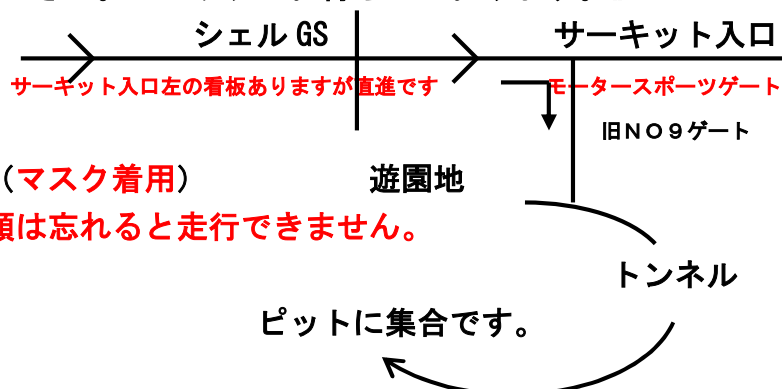 シェル GS
サーキット入口
サーキット入口左の看板ありますが直進です
モータースポーツゲート
旧ＮＯ９ゲート
（マスク着用）
遊園地
類は忘れると走行できません。
トンネル
ピットに集合です。